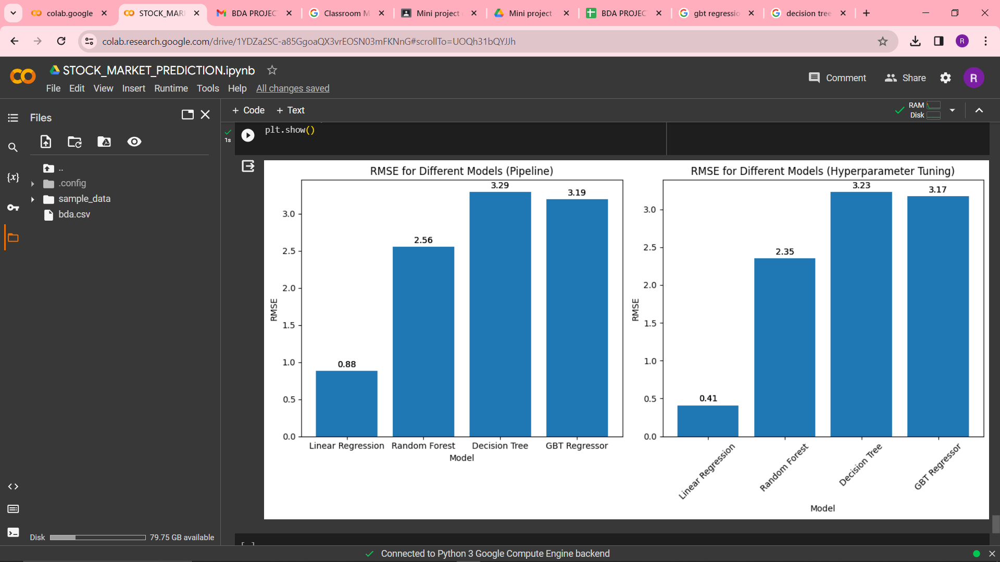 colab.google
STOCK_MAR
BDA PROJEC
Classroom M
Mini project
Mini project
BDA PROJEC
gbt regressio
decision tree
colab.research.google.com/drive/1YDZa2SC-a85GgoaQX3vrEOSN03mFKNnG#scrollTo=UOQh31bQYJJh
R
STOCK_MARKET_PREDICTION.ipynb
File Edit View Insert Runtime Tools Help All changes saved
Comment Share R
Files
+ Code + Text
RAM
Disk
1s
plt.show()
{x}
..
.config
sample_data
bda.csv
RMSE for Different Models (Pipeline)
3.29
3.19
2.56
0.88
3.0
2.5
2.0
1.5
1.0
0.5
0.0
RMSE
Linear Regression Random Forest Decision Tree GBT Regressor
Model
RMSE for Different Models (Hyperparameter Tuning)
3.23
3.17
2.35
0.41
3.0
2.5
2.0
1.5
1.0
0.5
0.0
RMSE
Linear Regression Random Forest Decision Tree GBT Regressor
Model
Disk 79.75 GB available
Connected to Python 3 Google Compute Engine backend